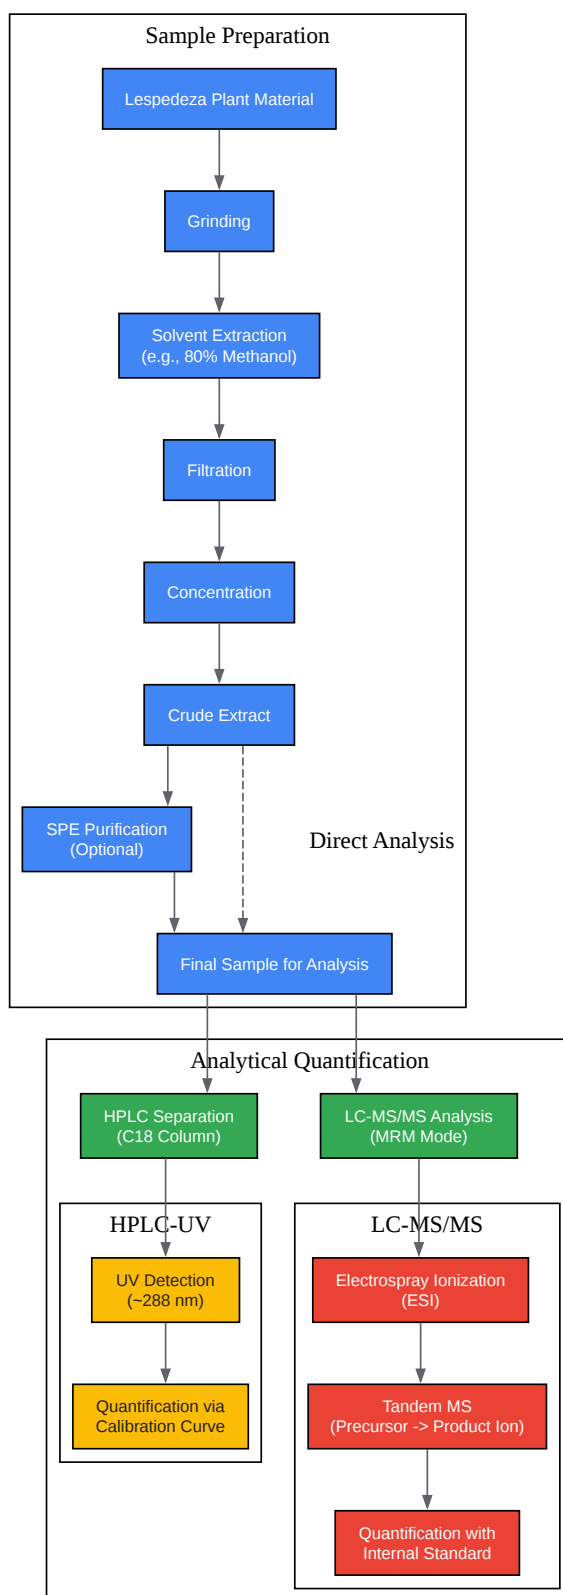 Sample Preparation
Lespedeza Plant Material
Grinding
Solvent Extraction
(e.g., 80% Methanol)
Filtration
Concentration
Crude Extract
SPE Purification
(Optional)
Direct Analysis
Final Sample for Analysis
Analytical Quantification
HPLC Separation
(C18 Column)
LC-MS/MS Analysis
(MRM Mode)
HPLC-UV
UV Detection
(~288 nm)
Quantification via
Calibration Curve
LC-MS/MS
Electrospray Ionization
(ESI)
Tandem MS
(Precursor -> Product Ion)
Quantification with
Internal Standard